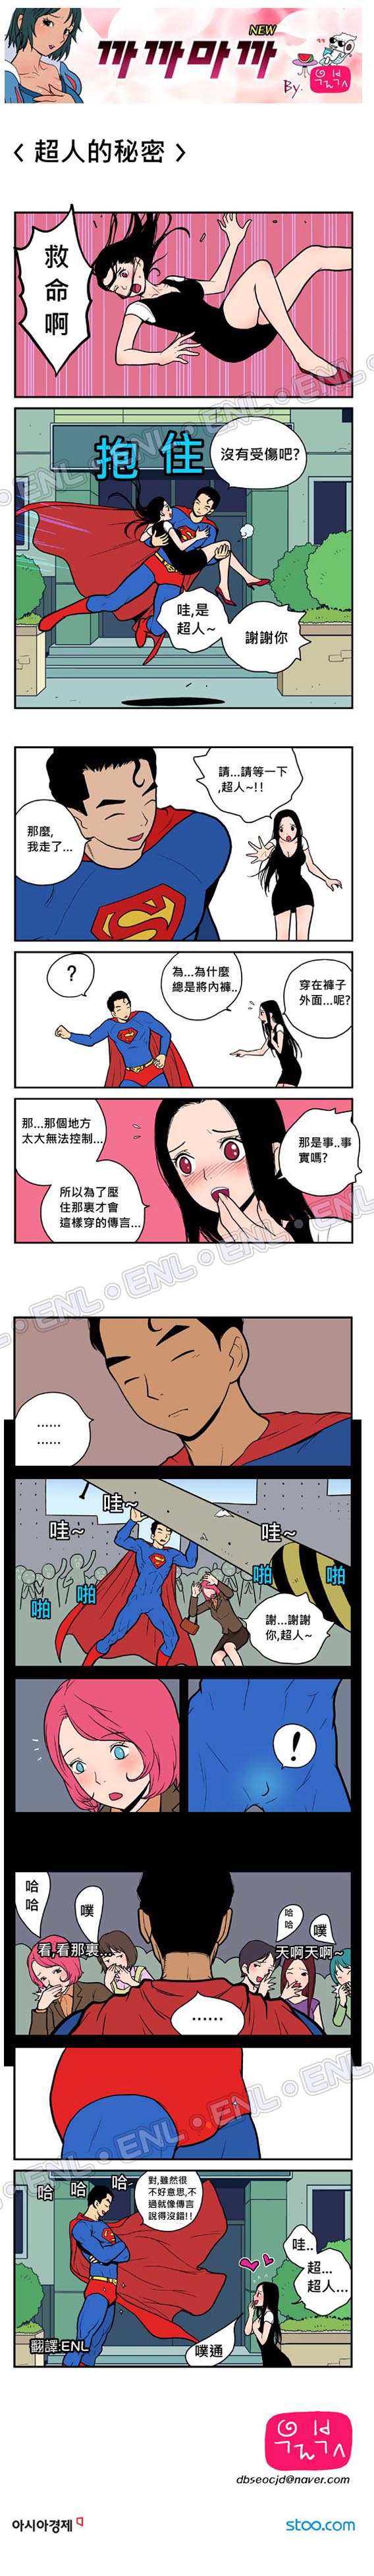 NEW
까까마까
By. 윤서
< 超人的秘密 >
救
命
啊
抱 住
沒有受傷吧?
哇,是
超人~
謝謝你
請...請等一下
,超人~!!
那麼,
我走了...
?
為...為什麼
總是將內褲..
穿在褲子
外面...呢?
那...那個地方
太大無法控制...
那是事..事
實嗎?
所以為了壓
住那裏才會
這樣穿的傳言...
......
......
哇~
哇~
哇~
啪
啪
啪
啪
謝...謝謝
你,超人~
!
哈
哈
噗
看,看那裏...
哈
哈
噗
天啊天啊~
......
哈 哈 哈
對,雖然很
不好意思,不
過就像傳言
說得沒錯!!
哇..
超...
超人...
噗通
翻譯:ENL
dbseocjd@naver.com
아시아경제
stoo.com
ENL
ENL
ENL